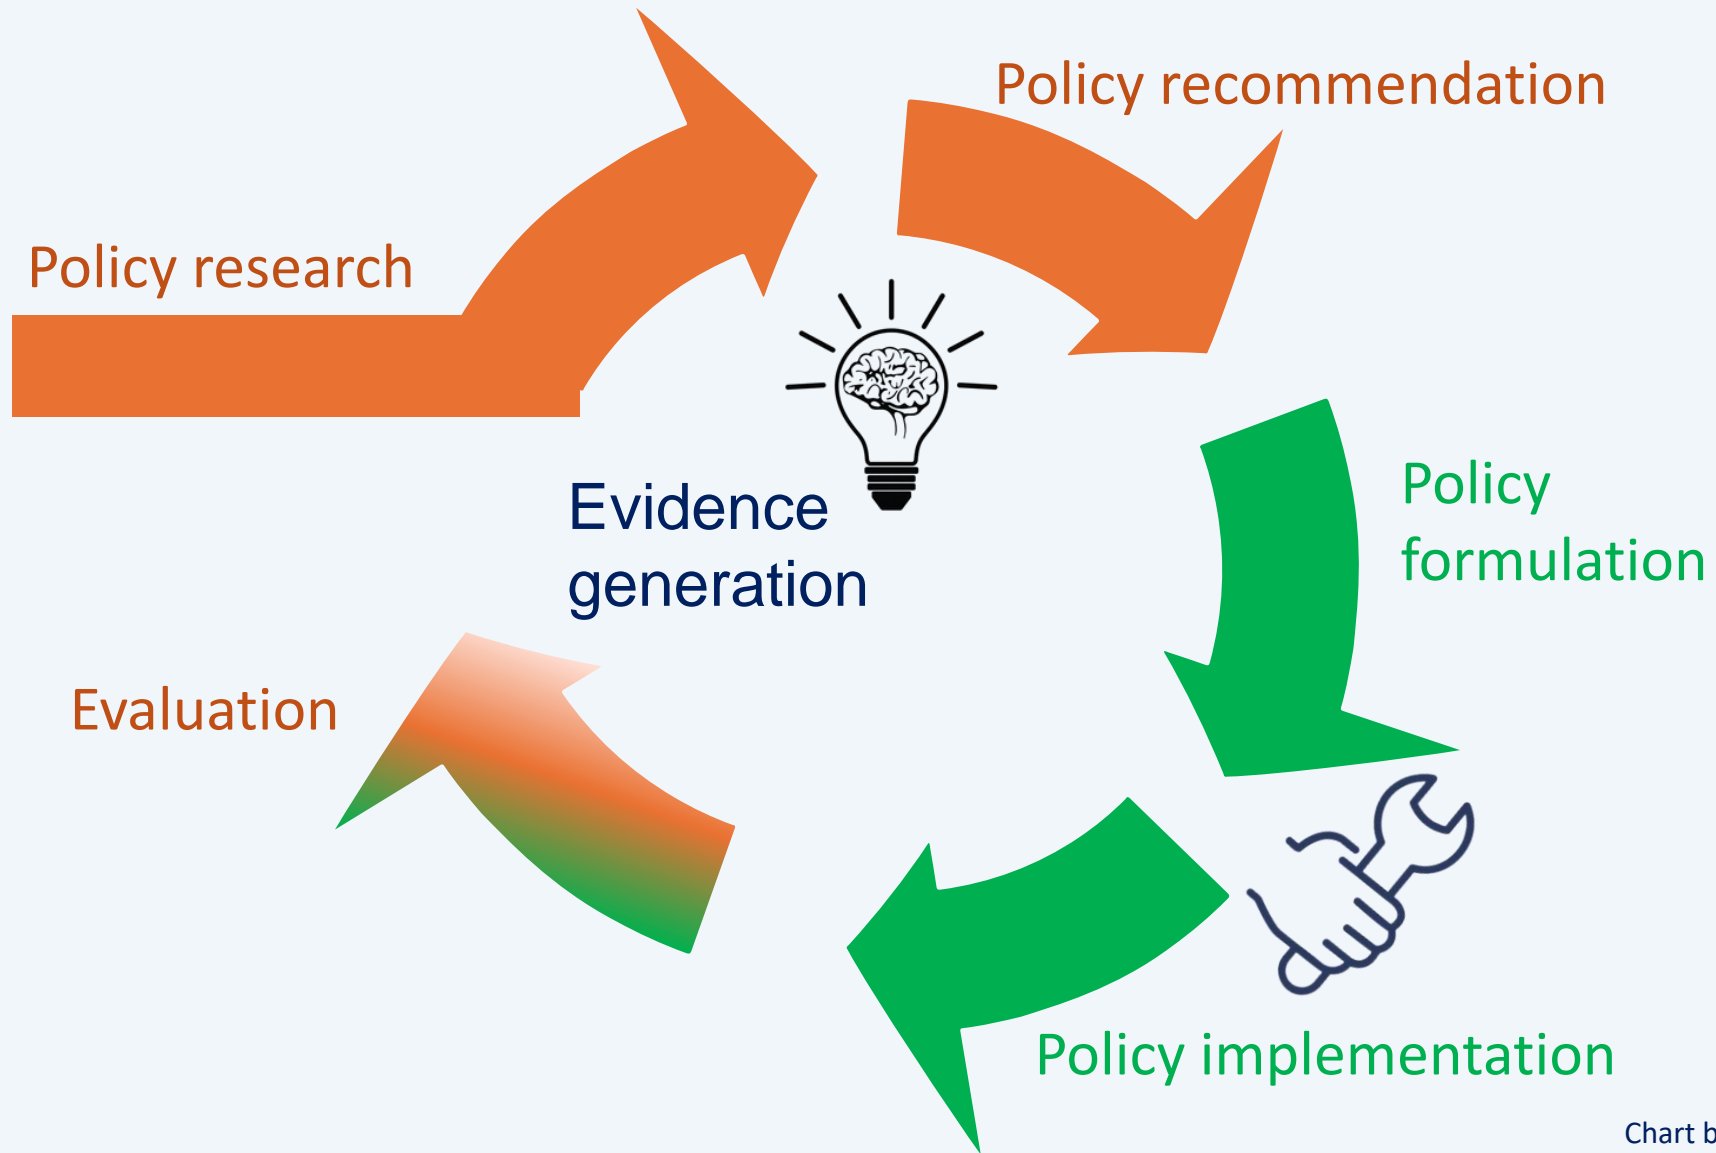 Policy recommendation
Policy research
Policy
formulation
Evidence
generation
Evaluation
Policy implementation
Chart b